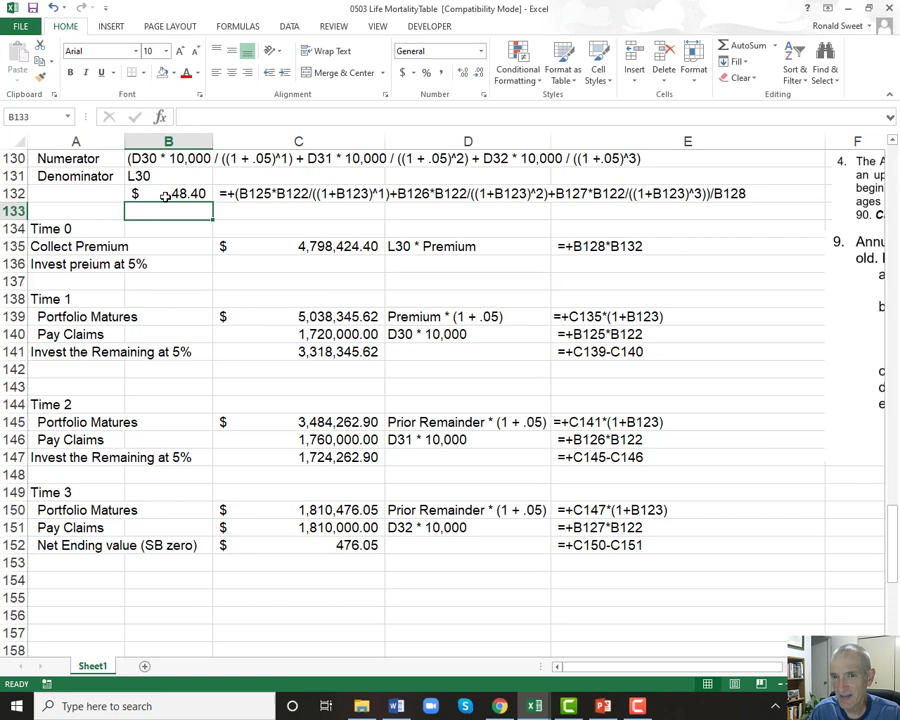 0503 Life MortalityTable [Compatibility Mode] - Excel
FILE HOME INSERT PAGE LAYOUT FORMULAS DATA REVIEW VIEW DEVELOPER Ronald Sweet
Paste
Arial 10
B I U
Wrap Text
Merge & Center
General
$ % ,
Conditional Formatting
Format as Table
Cell Styles
Insert Delete Format
AutoSum
Fill
Clear
Sort & Filter
Find & Select
Clipboard Font Alignment Number Styles Cells Editing
B133 fx
A B C D E F
130 Numerator (D30 * 10,000 / ((1 + .05)^1) + D31 * 10,000 / ((1 + .05)^2) + D32 * 10,000 / ((1 +.05)^3)
131 Denominator L30
132 $ 48.40 =+(B125*B122/((1+B123)^1)+B126*B122/((1+B123)^2)+B127*B122/((1+B123)^3))/B128
133
134 Time 0
135 Collect Premium $ 4,798,424.40 L30 * Premium =+B128*B132
136 Invest preium at 5%
137
138 Time 1
139 Portfolio Matures $ 5,038,345.62 Premium * (1 + .05) =+C135*(1+B123)
140 Pay Claims $ 1,720,000.00 D30 * 10,000 =+B125*B122
141 Invest the Remaining at 5% $ 3,318,345.62 =+C139-C140
142
143
144 Time 2
145 Portfolio Matures $ 3,484,262.90 Prior Remainder * (1 + .05) =+C141*(1+B123)
146 Pay Claims $ 1,760,000.00 D31 * 10,000 =+B126*B122
147 Invest the Remaining at 5% $ 1,724,262.90 =+C145-C146
148
149 Time 3
150 Portfolio Matures $ 1,810,476.05 Prior Remainder * (1 + .05) =+C147*(1+B123)
151 Pay Claims $ 1,810,000.00 D32 * 10,000 =+B127*B122
152 Net Ending value (SB zero) $ 476.05 =+C150-C151
153
154
155
156
157
158
4. The A
an up
begin
ages
90. Ca
9. Annu
old. I
a
b
c
d
e
Sheet1
READY
Type here to search